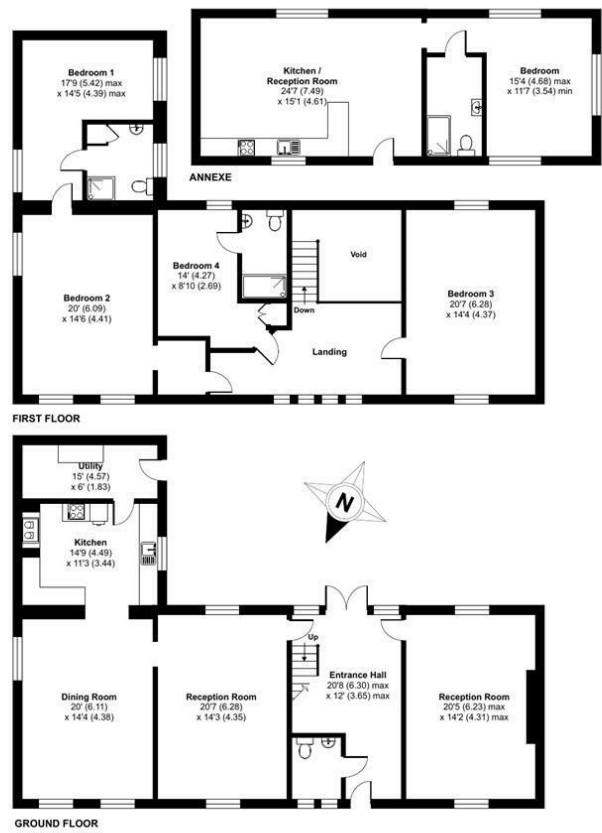 Bedroom 1
17'9 (5.42) max
x 14'5 (4.39) max
Kitchen /
Reception Room
24'7 (7.49)
x 15'1 (4.61)
Bedroom
15'4 (4.68) max
x 11'7 (3.54) min
ANNEXE
Bedroom 2
20' (6.09)
x 14'6 (4.41)
Bedroom 4
14' (4.27)
x 8'10 (2.69)
Void
Down
Landing
Bedroom 3
20'7 (6.28)
x 14'4 (4.37)
FIRST FLOOR
Utility
15' (4.57)
x 6' (1.83)
Kitchen
14'9 (4.49)
x 11'3 (3.44)
N
Dining Room
20' (6.11)
x 14'4 (4.38)
Reception Room
20'7 (6.28)
x 14'3 (4.35)
Up
Entrance Hall
20'8 (6.30) max
x 12' (3.65) max
Reception Room
20'5 (6.23) max
x 14'2 (4.31) max
GROUND FLOOR